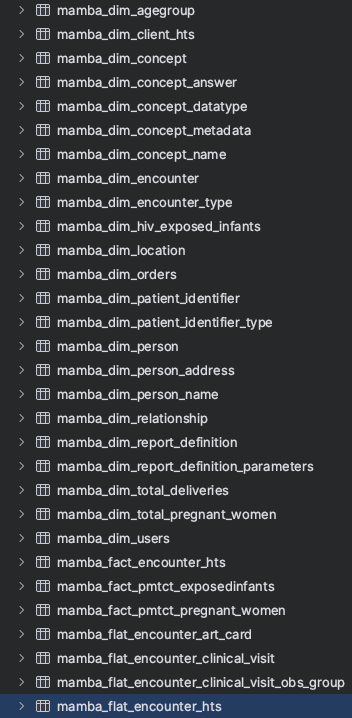 mamba_dim_agegroup
mamba_dim_client_hts
mamba_dim_concept
mamba_dim_concept_answer
mamba_dim_concept_datatype
mamba_dim_concept_metadata
mamba_dim_concept_name
mamba_dim_encounter
mamba_dim_encounter_type
mamba_dim_hiv_exposed_infants
mamba_dim_location
mamba_dim_orders
mamba_dim_patient_identifier
mamba_dim_patient_identifier_type
mamba_dim_person
mamba_dim_person_address
mamba_dim_person_name
mamba_dim_relationship
mamba_dim_report_definition
mamba_dim_report_definition_parameters
mamba_dim_total_deliveries
mamba_dim_total_pregnant_women
mamba_dim_users
mamba_fact_encounter_hts
mamba_fact_pmtct_exposedinfants
mamba_fact_pmtct_pregnant_women
mamba_flat_encounter_art_card
mamba_flat_encounter_clinical_visit
mamba_flat_encounter_clinical_visit_obs_group
mamba_flat_encounter_hts